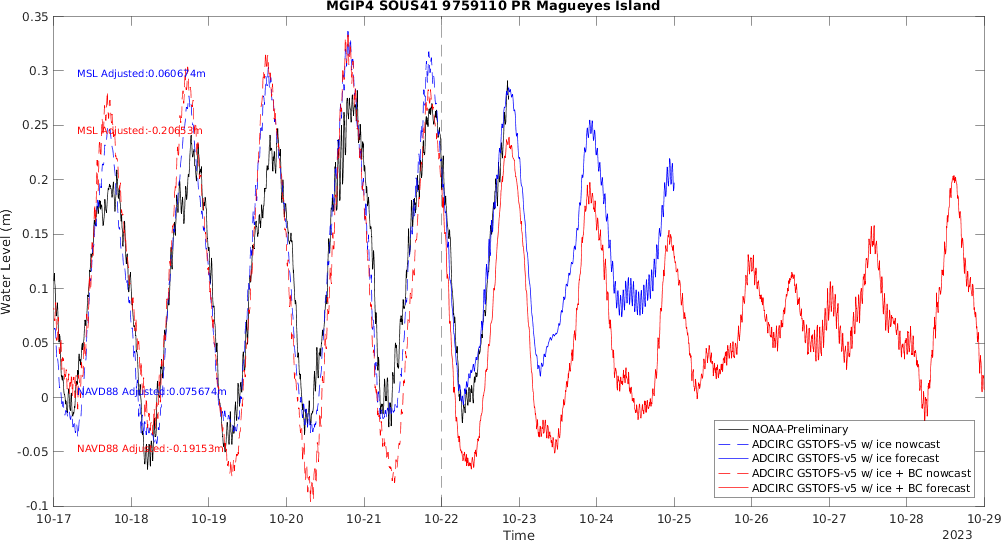 MGIP4 SOUS41 9759110 PR Magueyes Island
0.35
0.3
0.25
0.2
0.15
0.1
0.05
0
-0.05
-0.1
Water Level (m)
MSL Adjusted:0.060674m
MSL Adjusted:-0.20653m
NAVD88 Adjusted:0.075674m
NAVD88 Adjusted:-0.19153m
NOAA-Preliminary
ADCIRC GSTOFS-v5 w/ ice nowcast
ADCIRC GSTOFS-v5 w/ ice forecast
ADCIRC GSTOFS-v5 w/ ice + BC nowcast
ADCIRC GSTOFS-v5 w/ ice + BC forecast
10-17 10-18 10-19 10-20 10-21 10-22 10-23 10-24 10-25 10-26 10-27 10-28 10-29
Time
2023